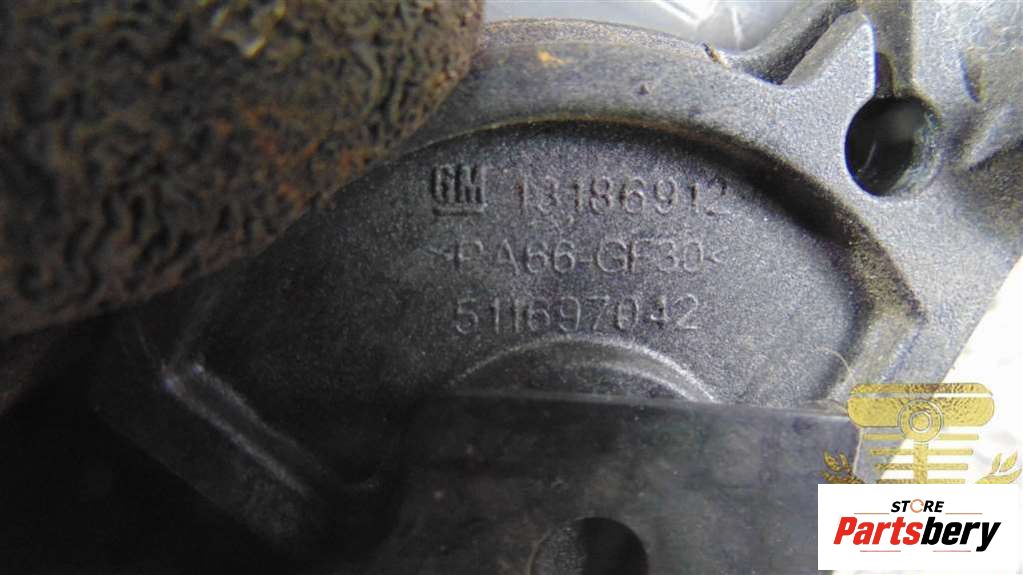 GM 13186912
>PA66-GF30<
511697042
STORE
Partsbery